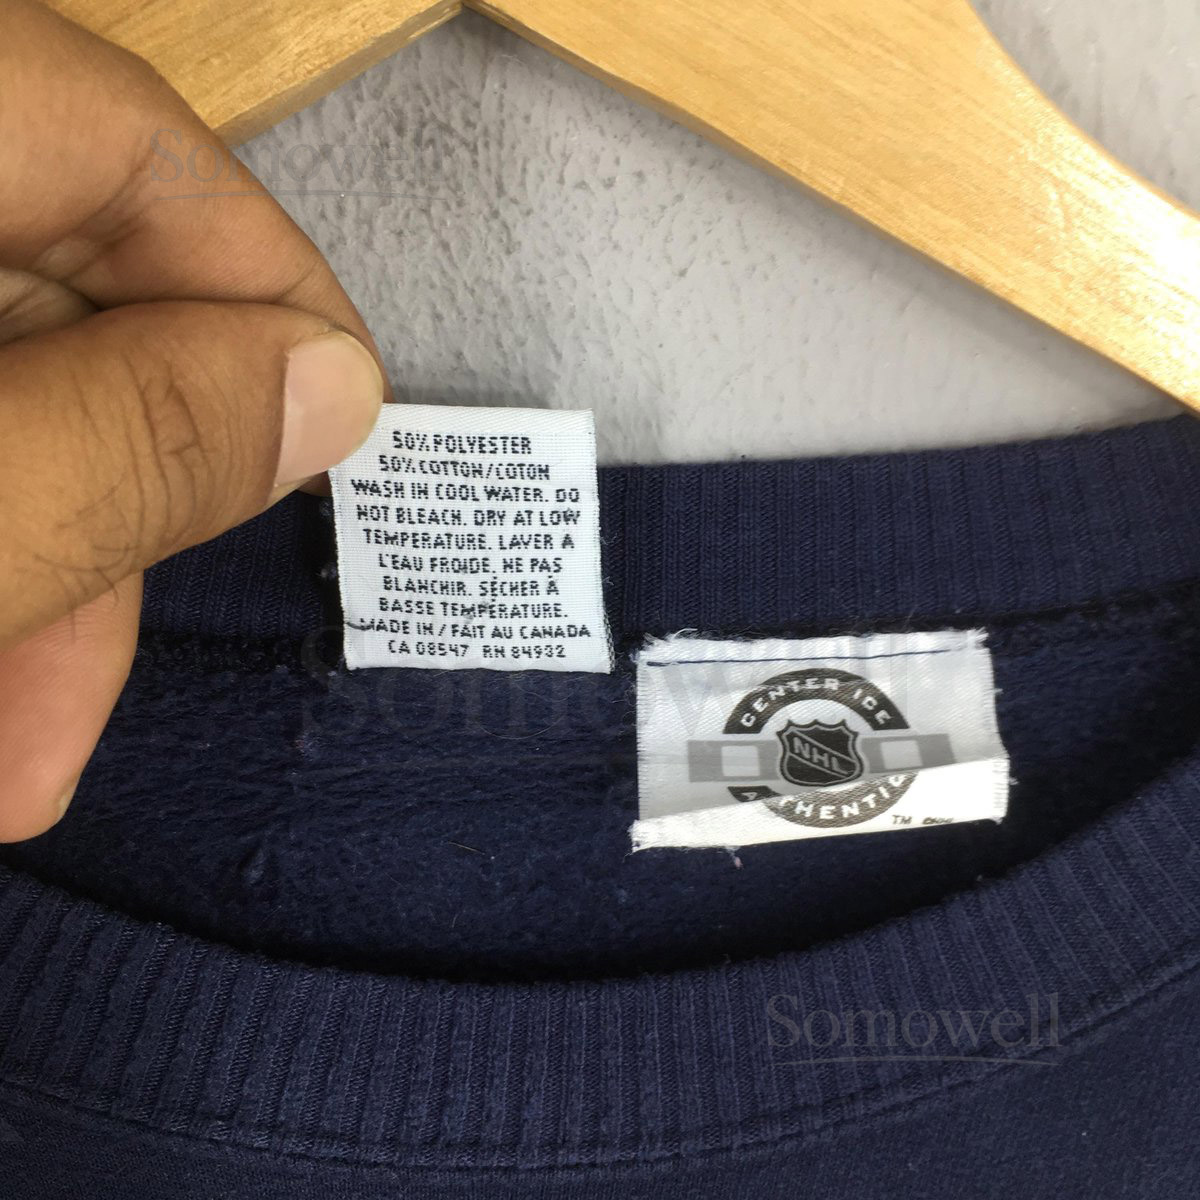 Somowell
50% POLYESTER
50% COTTON/COTON
WASH IN COOL WATER. DO
NOT BLEACH. DRY AT LOW
TEMPERATURE. LAVER A
L'EAU FROIDE. NE PAS
BLANCHIR. SÉCHER À
BASSE TEMPÉRATURE.
MADE IN / FAIT AU CANADA
CA 08547 RN 84932
Somowell
CENTER ICE
NHL
AUTHENTIC
TM
Somowell